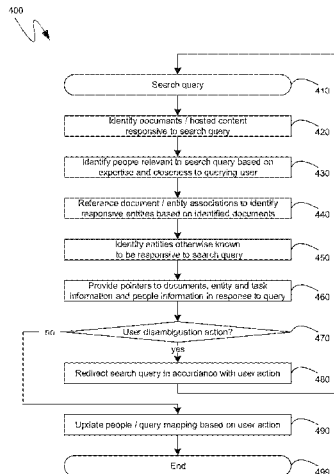 400
Search query
410
Identify documents / hosted content
responsive to search query
420
Identify people relevant to search query based on
expertise and closeness to querying user
430
Reference document / entity associations to identify
responsive entities based on identified documents
440
Identify entities otherwise known
to be responsive to search query
450
Provide pointers to documents, entity and task
information and people information in response to query
460
no
User disambiguation action?
470
yes
Redirect search query in accordance with user action
480
Update people / query mapping based on user action
490
End
499